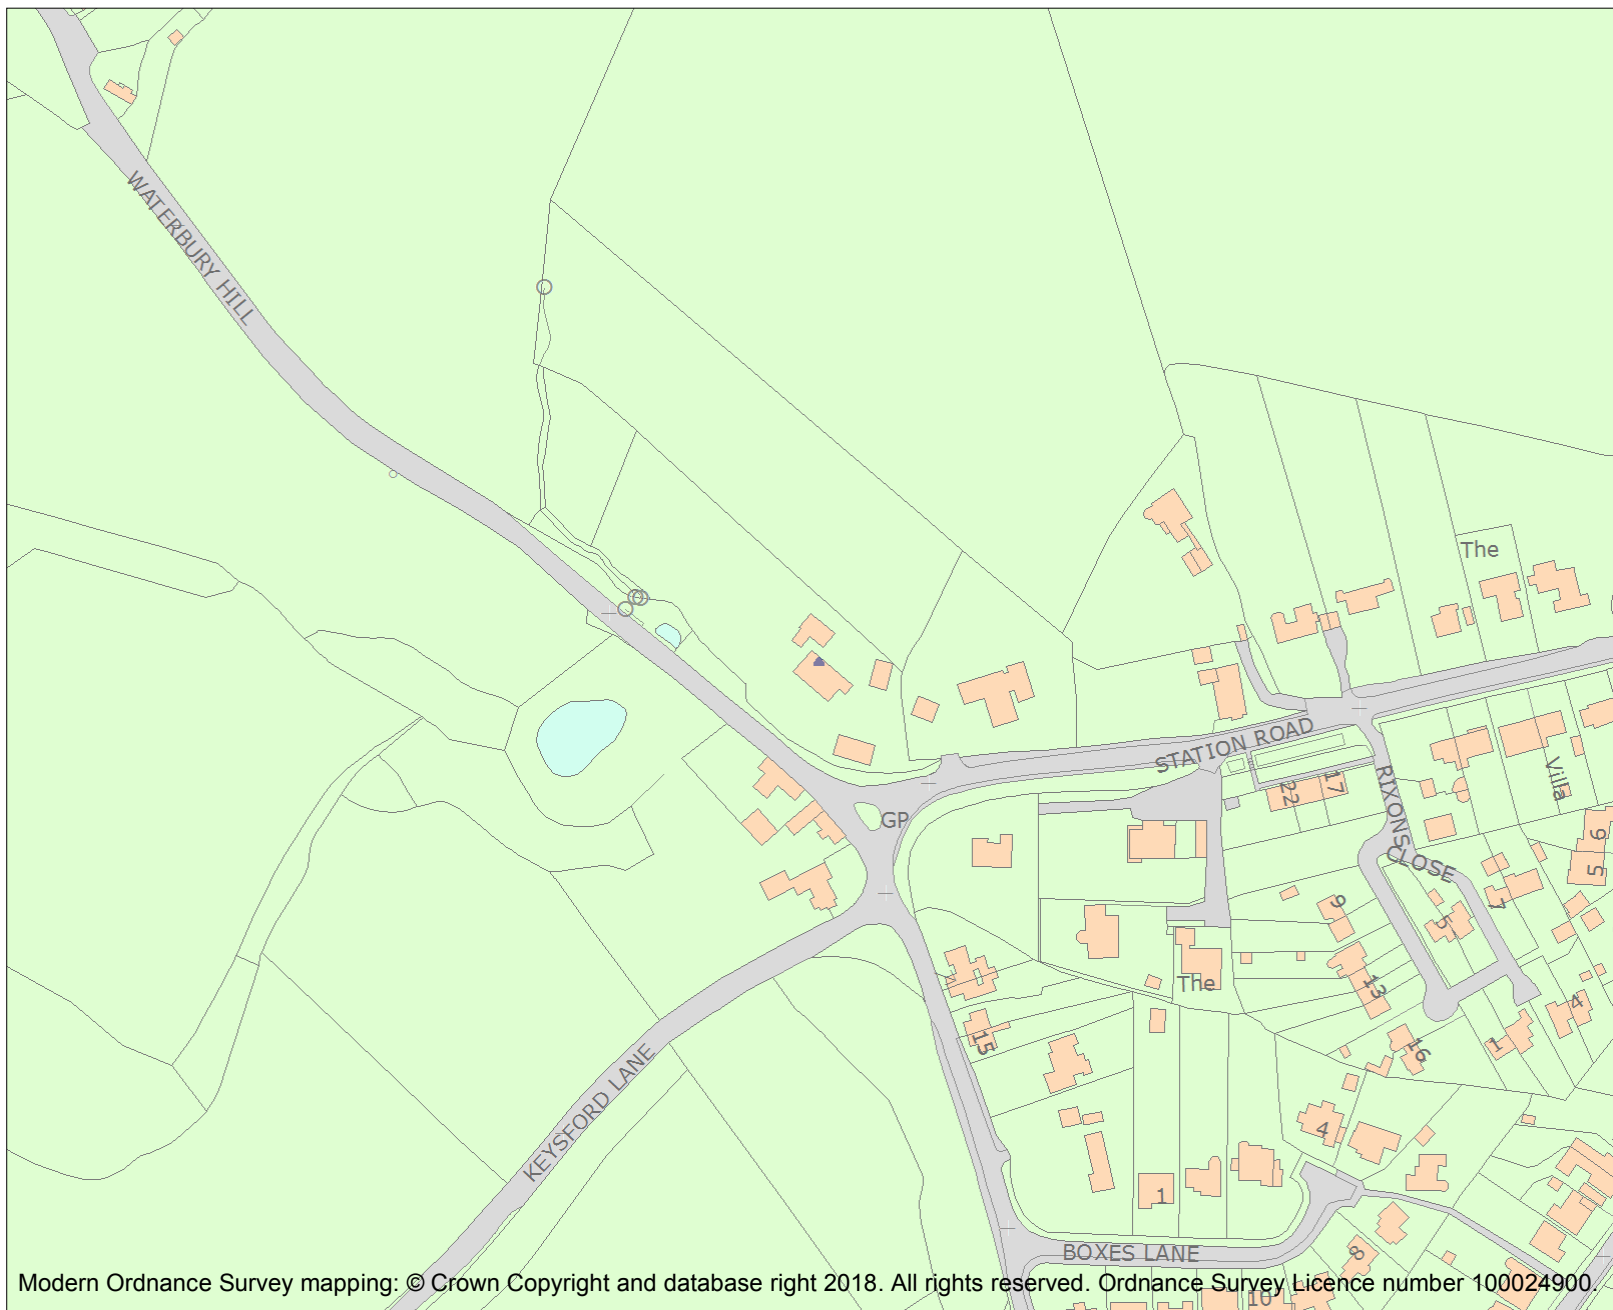 WATERBURY HILL
The
STATION ROAD
22
17
RIXONS
CLOSE
Villa
GP
6
5
7
5
9
13
The
15
4
1
16
4
KEYSFORD LANE
1
8
BOXES LANE
10
Modern Ordnance Survey mapping: © Crown Copyright and database right 2018. All rights reserved. Ordnance Survey Licence number 100024900.